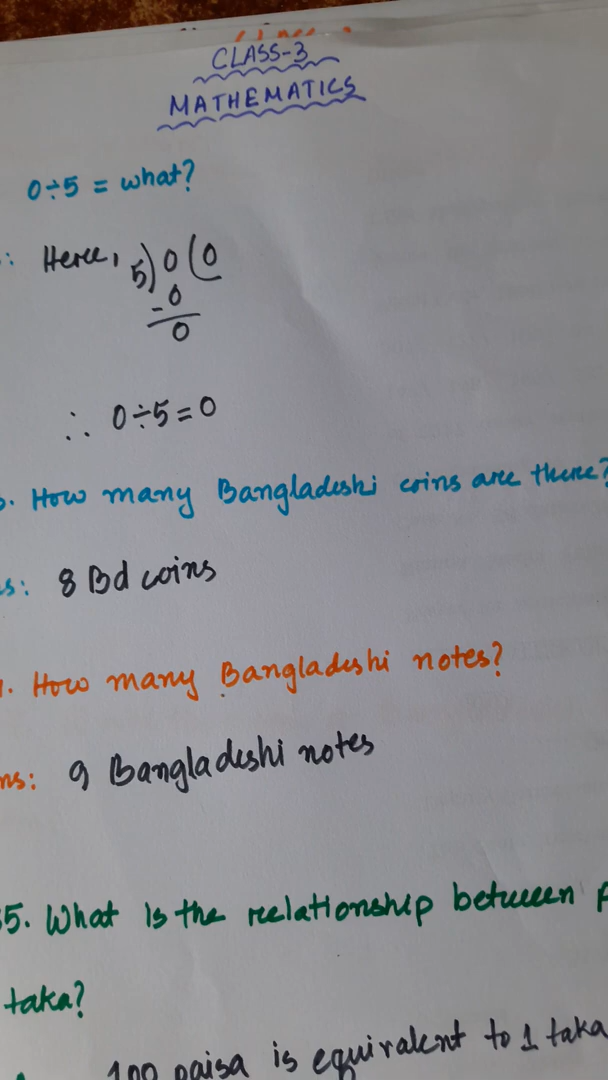 CLASS-3
MATHEMATICS
0÷5 = what?
: Here, 5)0(0
-0
0
∴ 0÷5=0
. How many Bangladeshi coins are there?
s: 8 Bd coins
. How many Bangladeshi notes?
ns: 9 Bangladeshi notes
35. What is the relationship between
taka?
100 paisa is equivalent to 1 taka